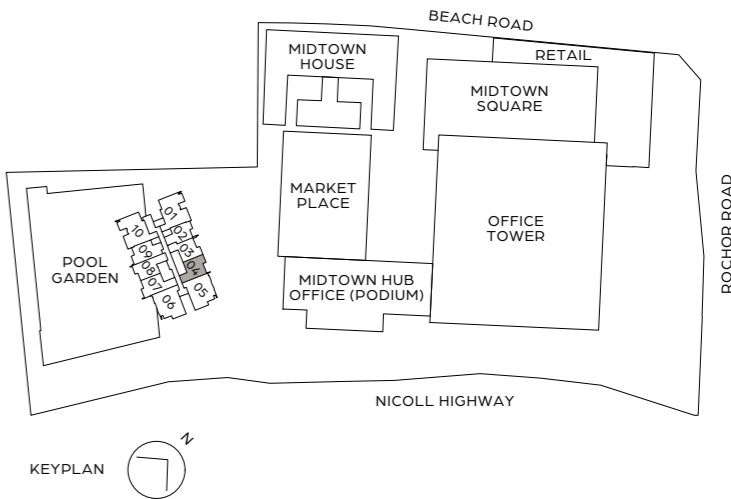 BEACH ROAD
MIDTOWN
HOUSE
RETAIL
MIDTOWN
SQUARE
MARKET
PLACE
OFFICE
TOWER
ROCHOR ROAD
POOL
GARDEN
01
02
03
04
05
10
09
08
07
06
MIDTOWN HUB
OFFICE (PODIUM)
NICOLL HIGHWAY
KEYPLAN
N